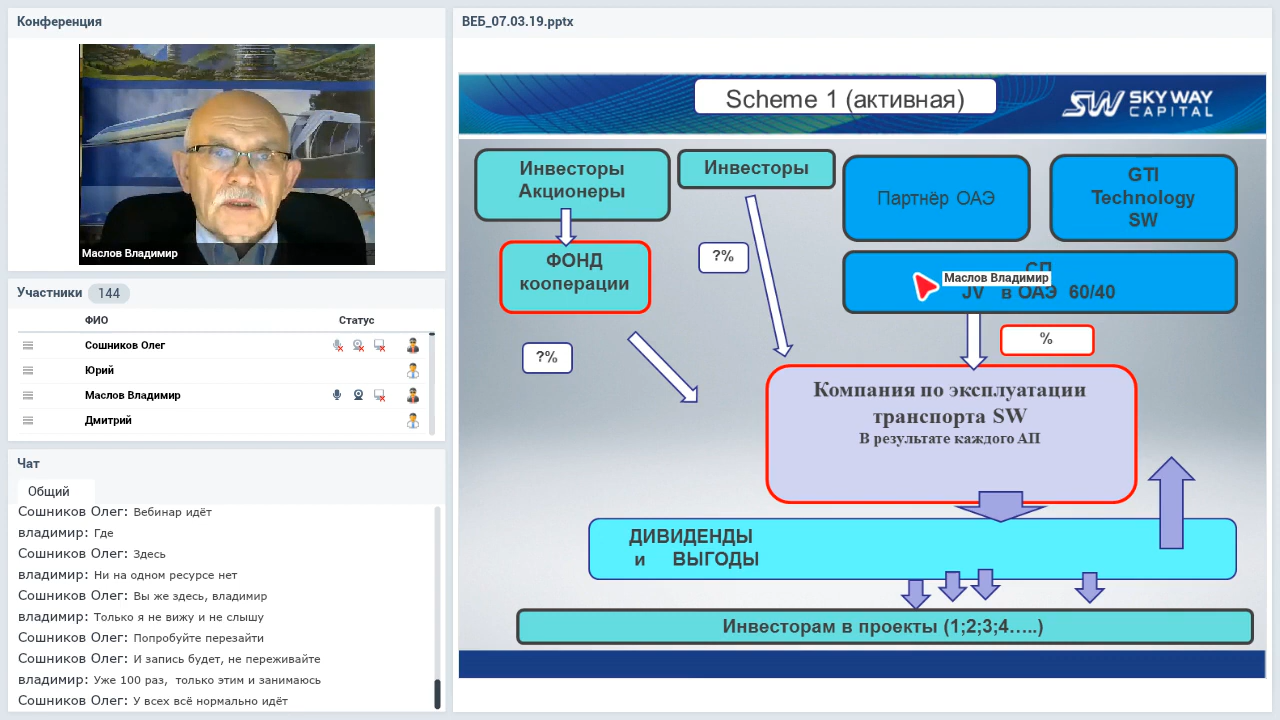 Конференция
Маслов Владимир
Участники 144
ФИО Статус
Сошников Олег
Юрий
Маслов Владимир
Дмитрий
Чат
Общий
Сошников Олег: Вебинар идёт
владимир: Где
Сошников Олег: Здесь
владимир: Ни на одном ресурсе нет
Сошников Олег: Вы же здесь, владимир
владимир: Только я не вижу и не слышу
Сошников Олег: Попробуйте перезайти
Сошников Олег: И запись будет, не переживайте
владимир: Уже 100 раз, только этим и занимаюсь
Сошников Олег: У всех всё нормально идёт
ВЕБ_07.03.19.pptx
Scheme 1 (активная)
SW SKY WAY
CAPITAL
Инвесторы
Акционеры
Инвесторы
Партнёр ОАЭ
GTI
Technology
SW
ФОНД
кооперации
?%
СП
Маслов Владимир
JV в ОАЭ 60/40
%
?%
Компания по эксплуатации
транспорта SW
В результате каждого АП
ДИВИДЕНДЫ
и ВЫГОДЫ
Инвесторам в проекты (1;2;3;4…..)